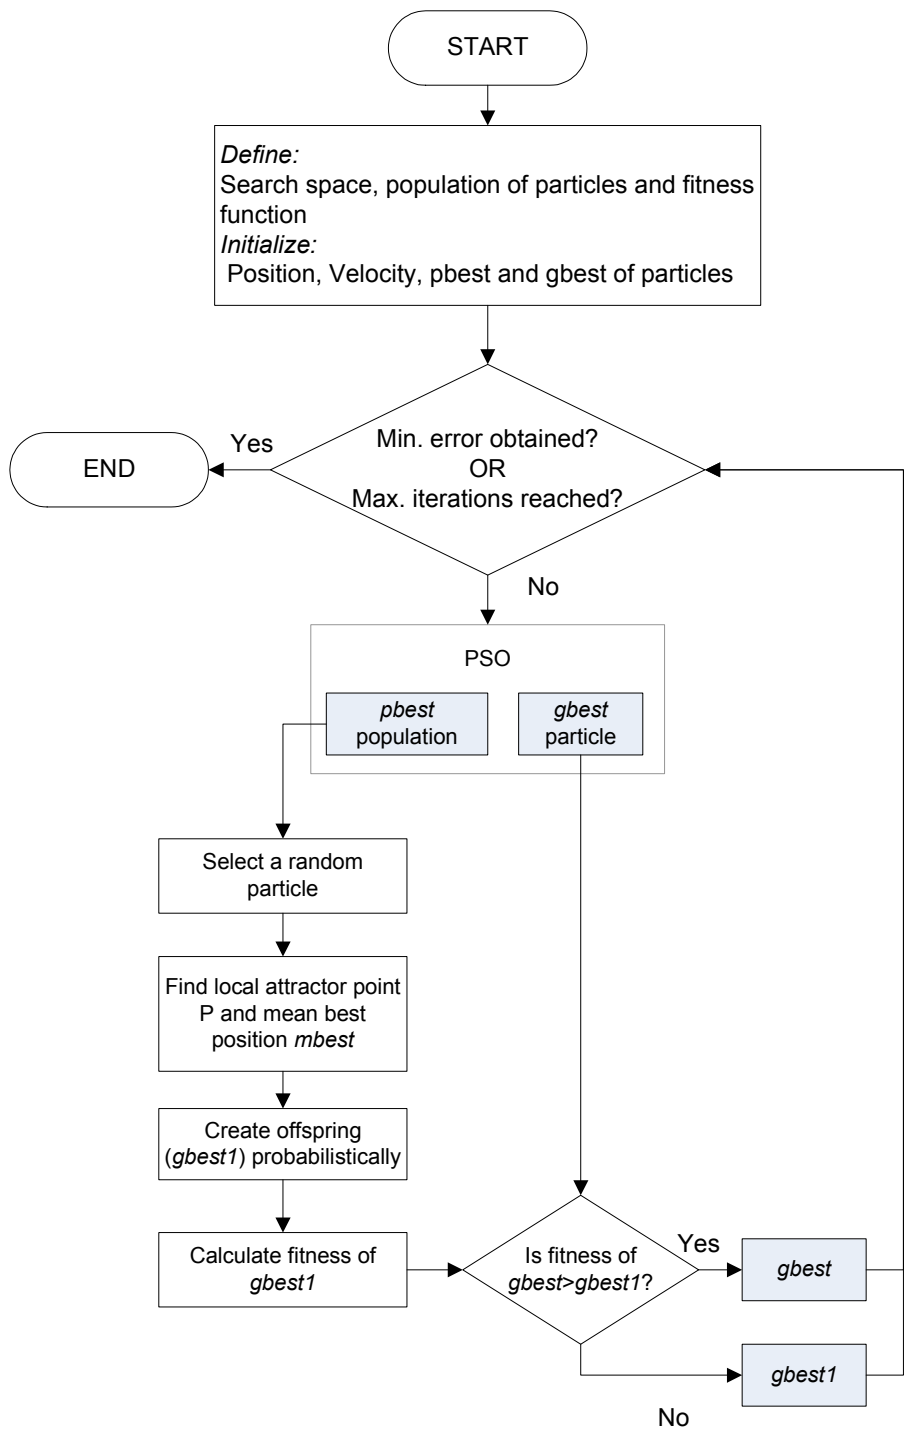 START
Define:
Search space, population of particles and fitness
function
Initialize:
Position, Velocity, pbest and gbest of particles
Min. error obtained?
OR
Max. iterations reached?
Yes
END
No
PSO
pbest
population
gbest
particle
Select a random
particle
Find local attractor point
P and mean best
position mbest
Create offspring
(gbest1) probabilistically
Calculate fitness of
gbest1
Is fitness of
gbest>gbest1?
Yes
gbest
No
gbest1